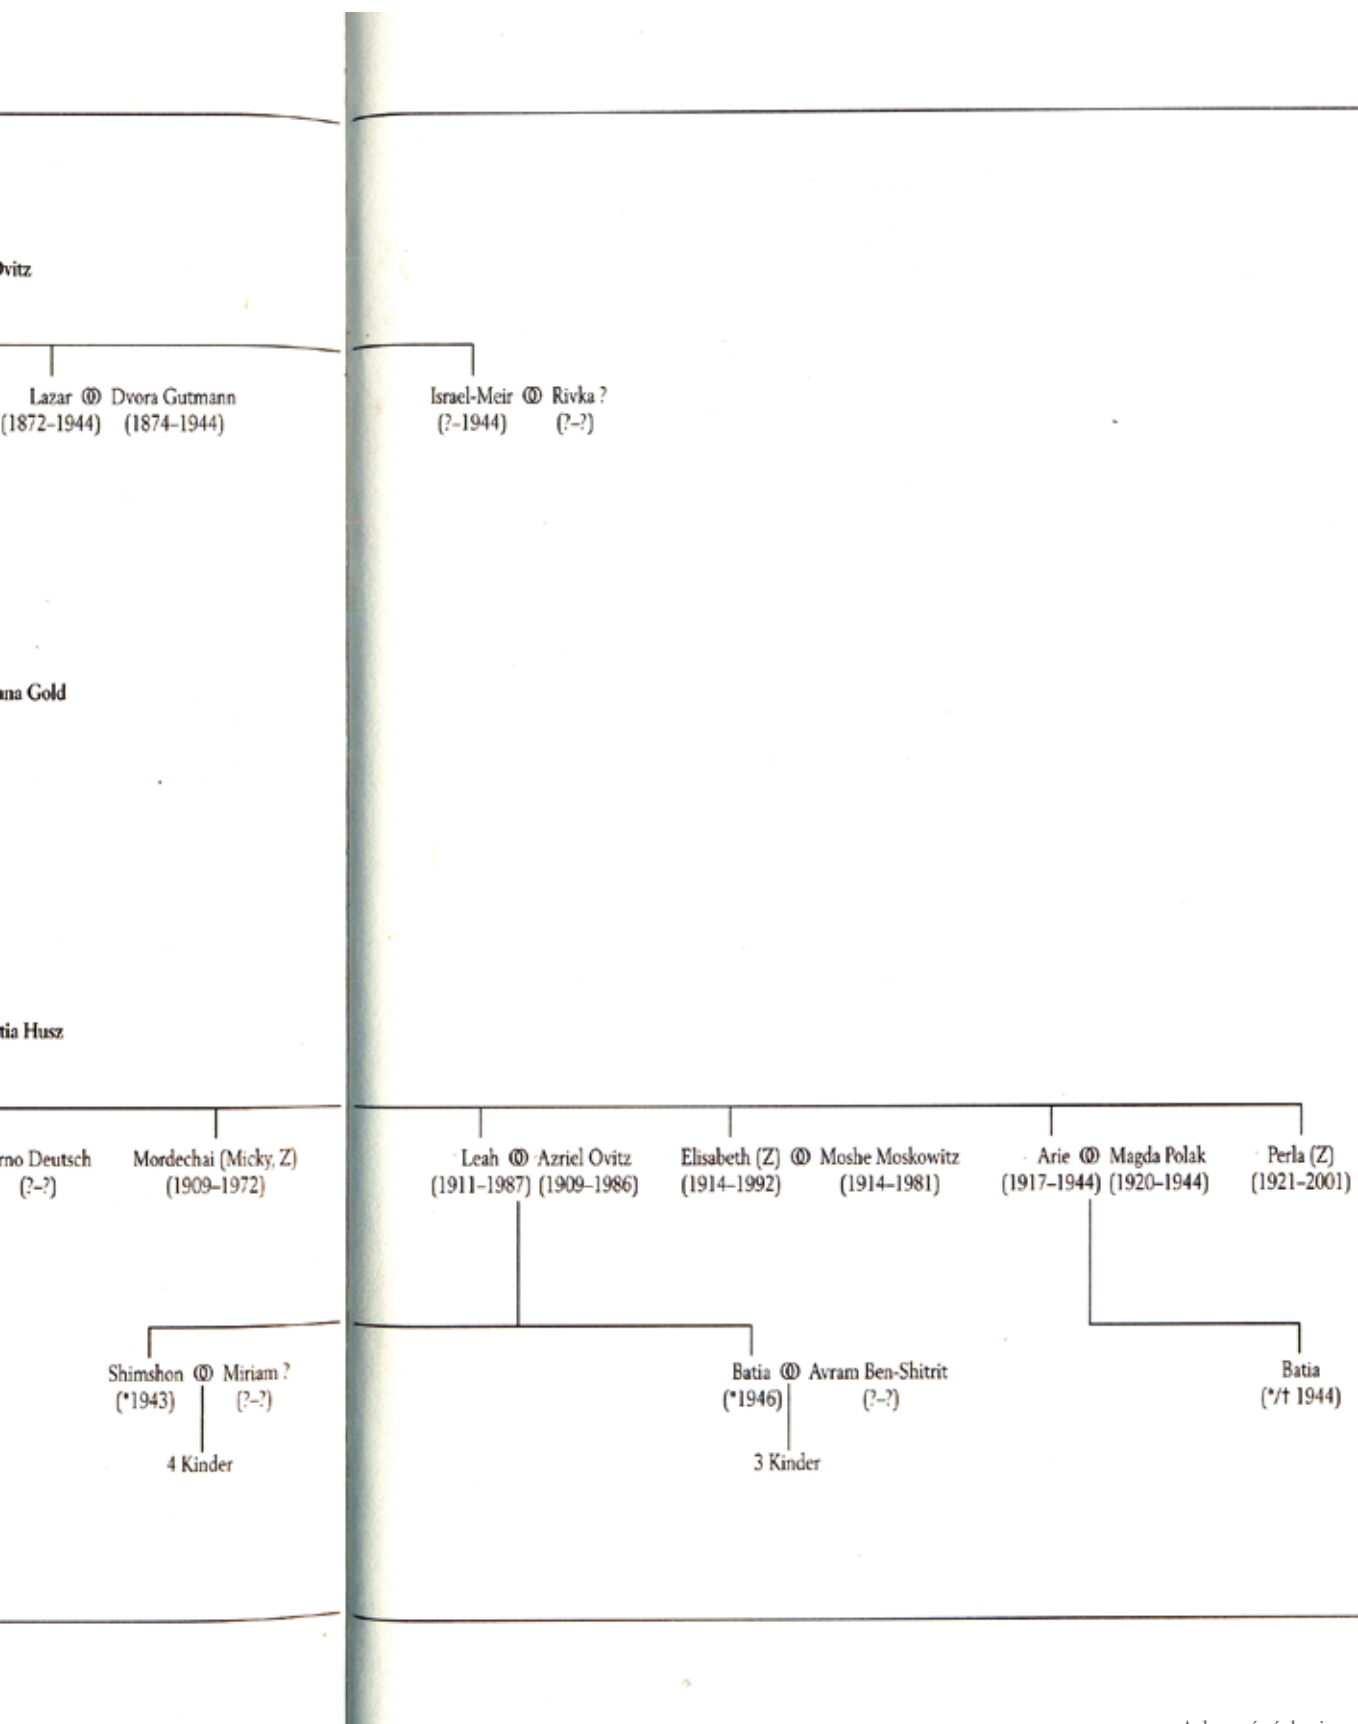 Ovitz
Lazar ⚭ Dvora Gutmann
(1872–1944) (1874–1944)
Israel-Meir ⚭ Rivka ?
(?–1944) (?–?)
Gold
Husz
Deutsch
(?–?)
Mordechai (Micky, Z)
(1909–1972)
Leah ⚭ Azriel Ovitz
(1911–1987) (1909–1986)
Elisabeth (Z) ⚭ Moshe Moskowitz
(1914–1992) (1914–1981)
Arie ⚭ Magda Polak
(1917–1944) (1920–1944)
Perla (Z)
(1921–2001)
Shimshon ⚭ Miriam ?
(*1943) (?–?)
4 Kinder
Batia ⚭ Avram Ben-Shitrit
(*1946) (?–?)
3 Kinder
Batia
(*/† 1944)